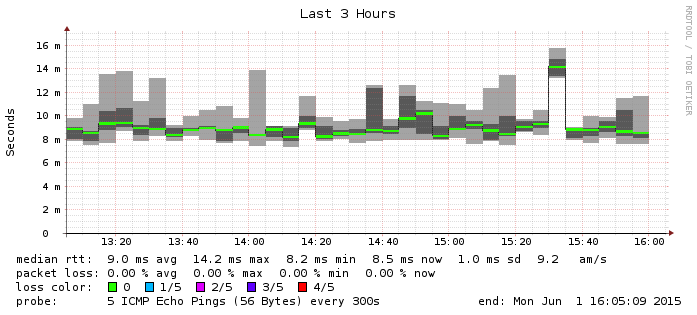 Last 3 Hours
RRDTOOL / TOBI OETIKER
Seconds
16 m
14 m
12 m
10 m
8 m
6 m
4 m
2 m
0
13:20 13:40 14:00 14:20 14:40 15:00 15:20 15:40 16:00
median rtt: 9.0 ms avg 14.2 ms max 8.2 ms min 8.5 ms now 1.0 ms sd 9.2 am/s
packet loss: 0.00 % avg 0.00 % max 0.00 % min 0.00 % now
loss color: 0 1/5 2/5 3/5 4/5
probe: 5 ICMP Echo Pings (56 Bytes) every 300s end: Mon Jun 1 16:05:09 2015